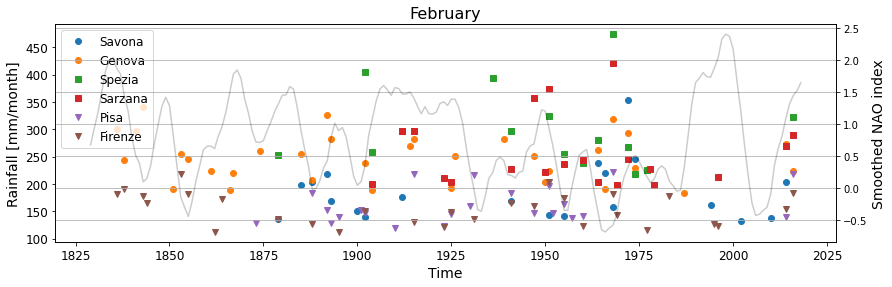 February
Rainfall [mm/month]
450
400
350
300
250
200
150
100
Savona
Genova
Spezia
Sarzana
Pisa
Firenze
2.5
2.0
1.5
1.0
0.5
0.0
−0.5
Smoothed NAO index
1825 1850 1875 1900 1925 1950 1975 2000 2025
Time